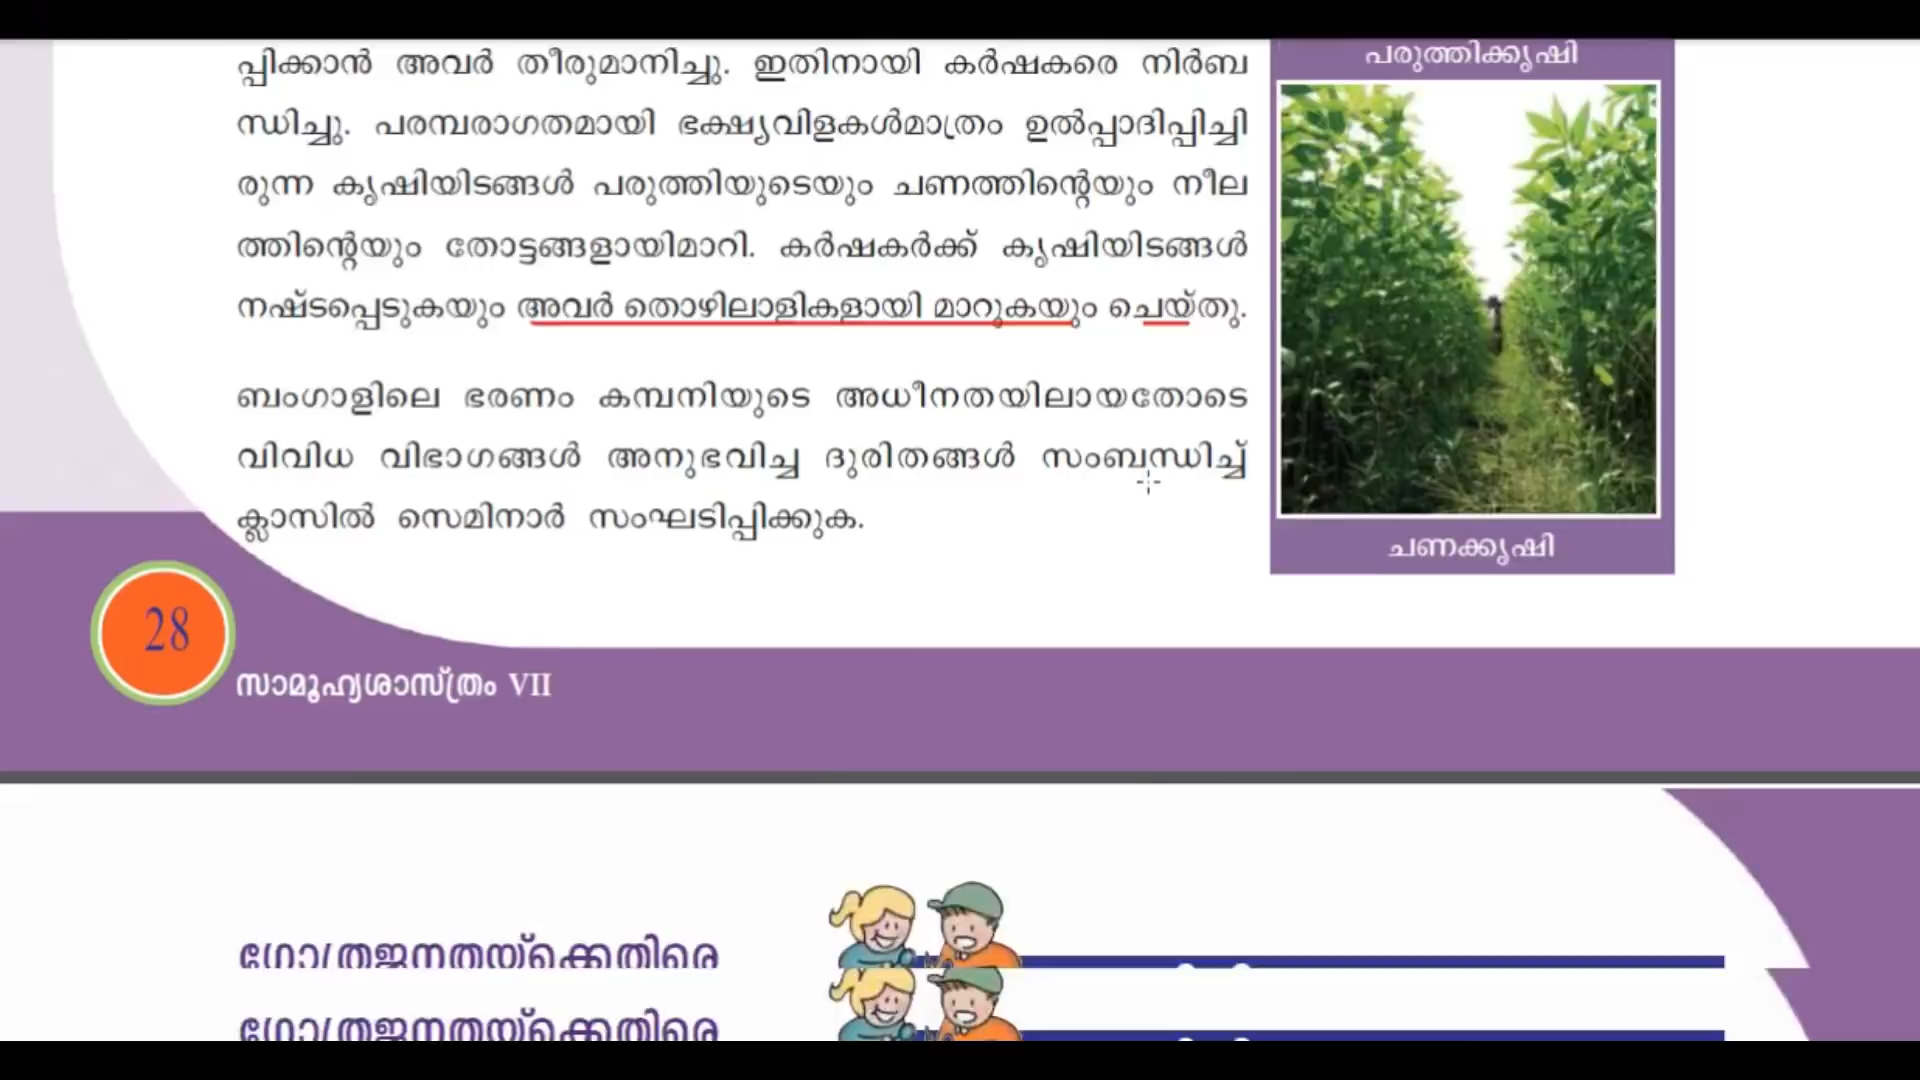 പ്പിക്കാൻ അവർ തീരുമാനിച്ചു. ഇതിനായി കർഷകരെ നിർബ
ന്ധിച്ചു. പരമ്പരാഗതമായി ഭക്ഷ്യവിളകൾമാത്രം ഉൽപ്പാദിപ്പിച്ചി
രുന്ന കൃഷിയിടങ്ങൾ പരുത്തിയുടെയും ചണത്തിന്റെയും നീല
ത്തിന്റെയും തോട്ടങ്ങളായിമാറി. കർഷകർക്ക് കൃഷിയിടങ്ങൾ
നഷ്ടപ്പെടുകയും അവർ തൊഴിലാളികളായി മാറുകയും ചെയ്തു.
ബംഗാളിലെ ഭരണം കമ്പനിയുടെ അധീനതയിലായതോടെ
വിവിധ വിഭാഗങ്ങൾ അനുഭവിച്ച ദുരിതങ്ങൾ സംബന്ധിച്ച്
ക്ലാസിൽ സെമിനാർ സംഘടിപ്പിക്കുക.
പരുത്തിക്കൃഷി
ചണക്കൃഷി
28
സാമൂഹ്യശാസ്ത്രം VII
ഗോത്രജനതയ്ക്കെതിരെ
ഗോത്രജനതയ്ക്കെതിരെ